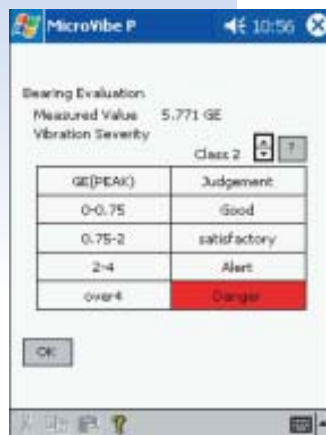 MicroVibe P 10:56
Bearing Evaluation
Measured Value 5.771 GE
Vibration Severity
Class 2 ?
GE(PEAK) Judgement
0-0.75 Good
0.75-2 satisfactory
2-4 Alert
over4 Danger
OK